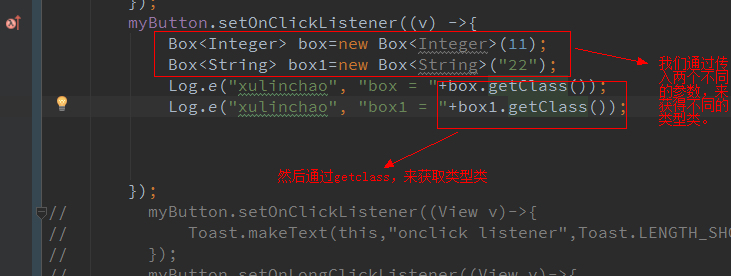 });
myButton.setOnClickListener((v) ->{
Box<Integer> box=new Box<Integer>(11);
Box<String> box1=new Box<String>("22");
Log.e("xulinchao", "box = "+box.getClass());
Log.e("xulinchao", "box1 = "+box1.getClass());
我们通过传
入两个不同
的参数，来
获得不同的
类型类。
然后通过getclass，来获取类型类
});
// myButton.setOnClickListener((View v)->{
// Toast.makeText(this,"onclick listener",Toast.LENGTH_SHO
// });
// myButton.setOnLongClickListener((View v)->{